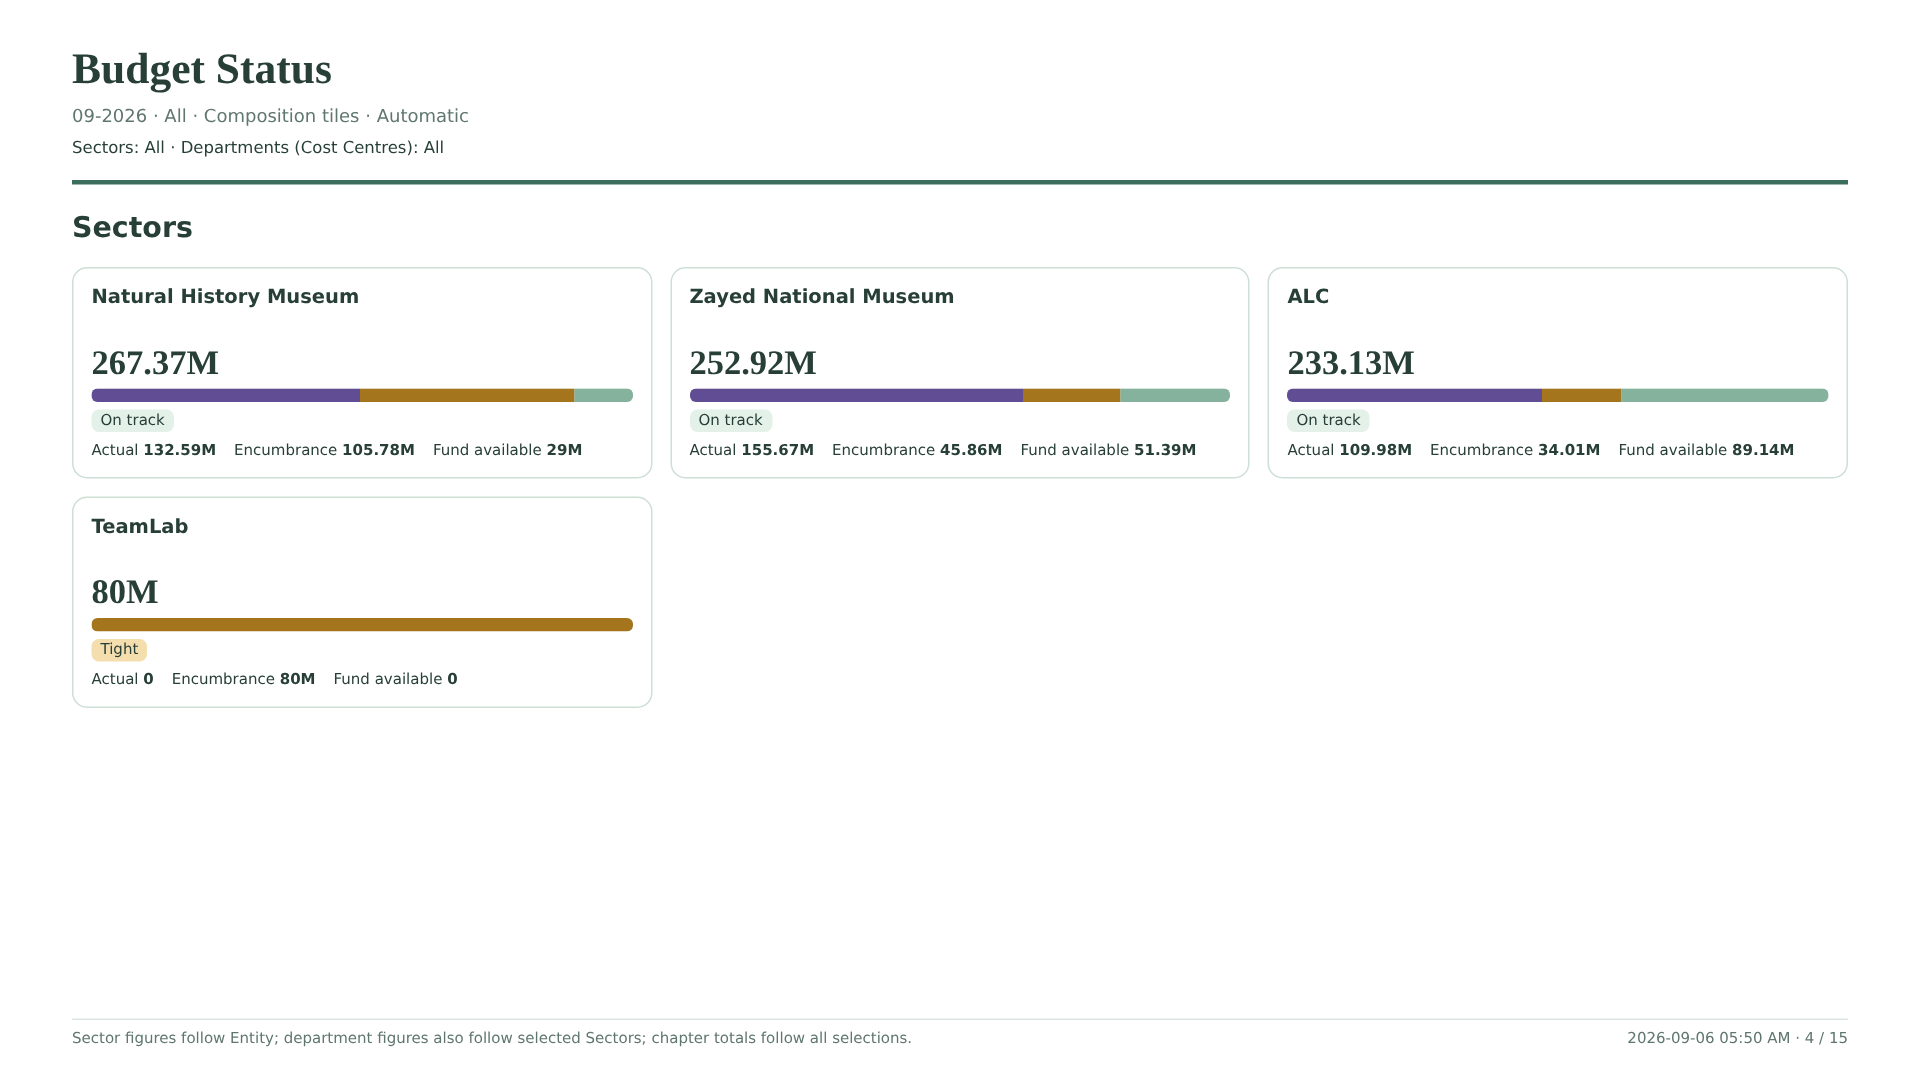 Budget Status
09-2026 · All · Composition tiles · Automatic
Sectors: All · Departments (Cost Centres): All
Sectors
Natural History Museum
267.37M
On track
Actual 132.59M Encumbrance 105.78M Fund available 29M
Zayed National Museum
252.92M
On track
Actual 155.67M Encumbrance 45.86M Fund available 51.39M
ALC
233.13M
On track
Actual 109.98M Encumbrance 34.01M Fund available 89.14M
TeamLab
80M
Tight
Actual 0 Encumbrance 80M Fund available 0
Sector figures follow Entity; department figures also follow selected Sectors; chapter totals follow all selections.
2026-09-06 05:50 AM · 4 / 15